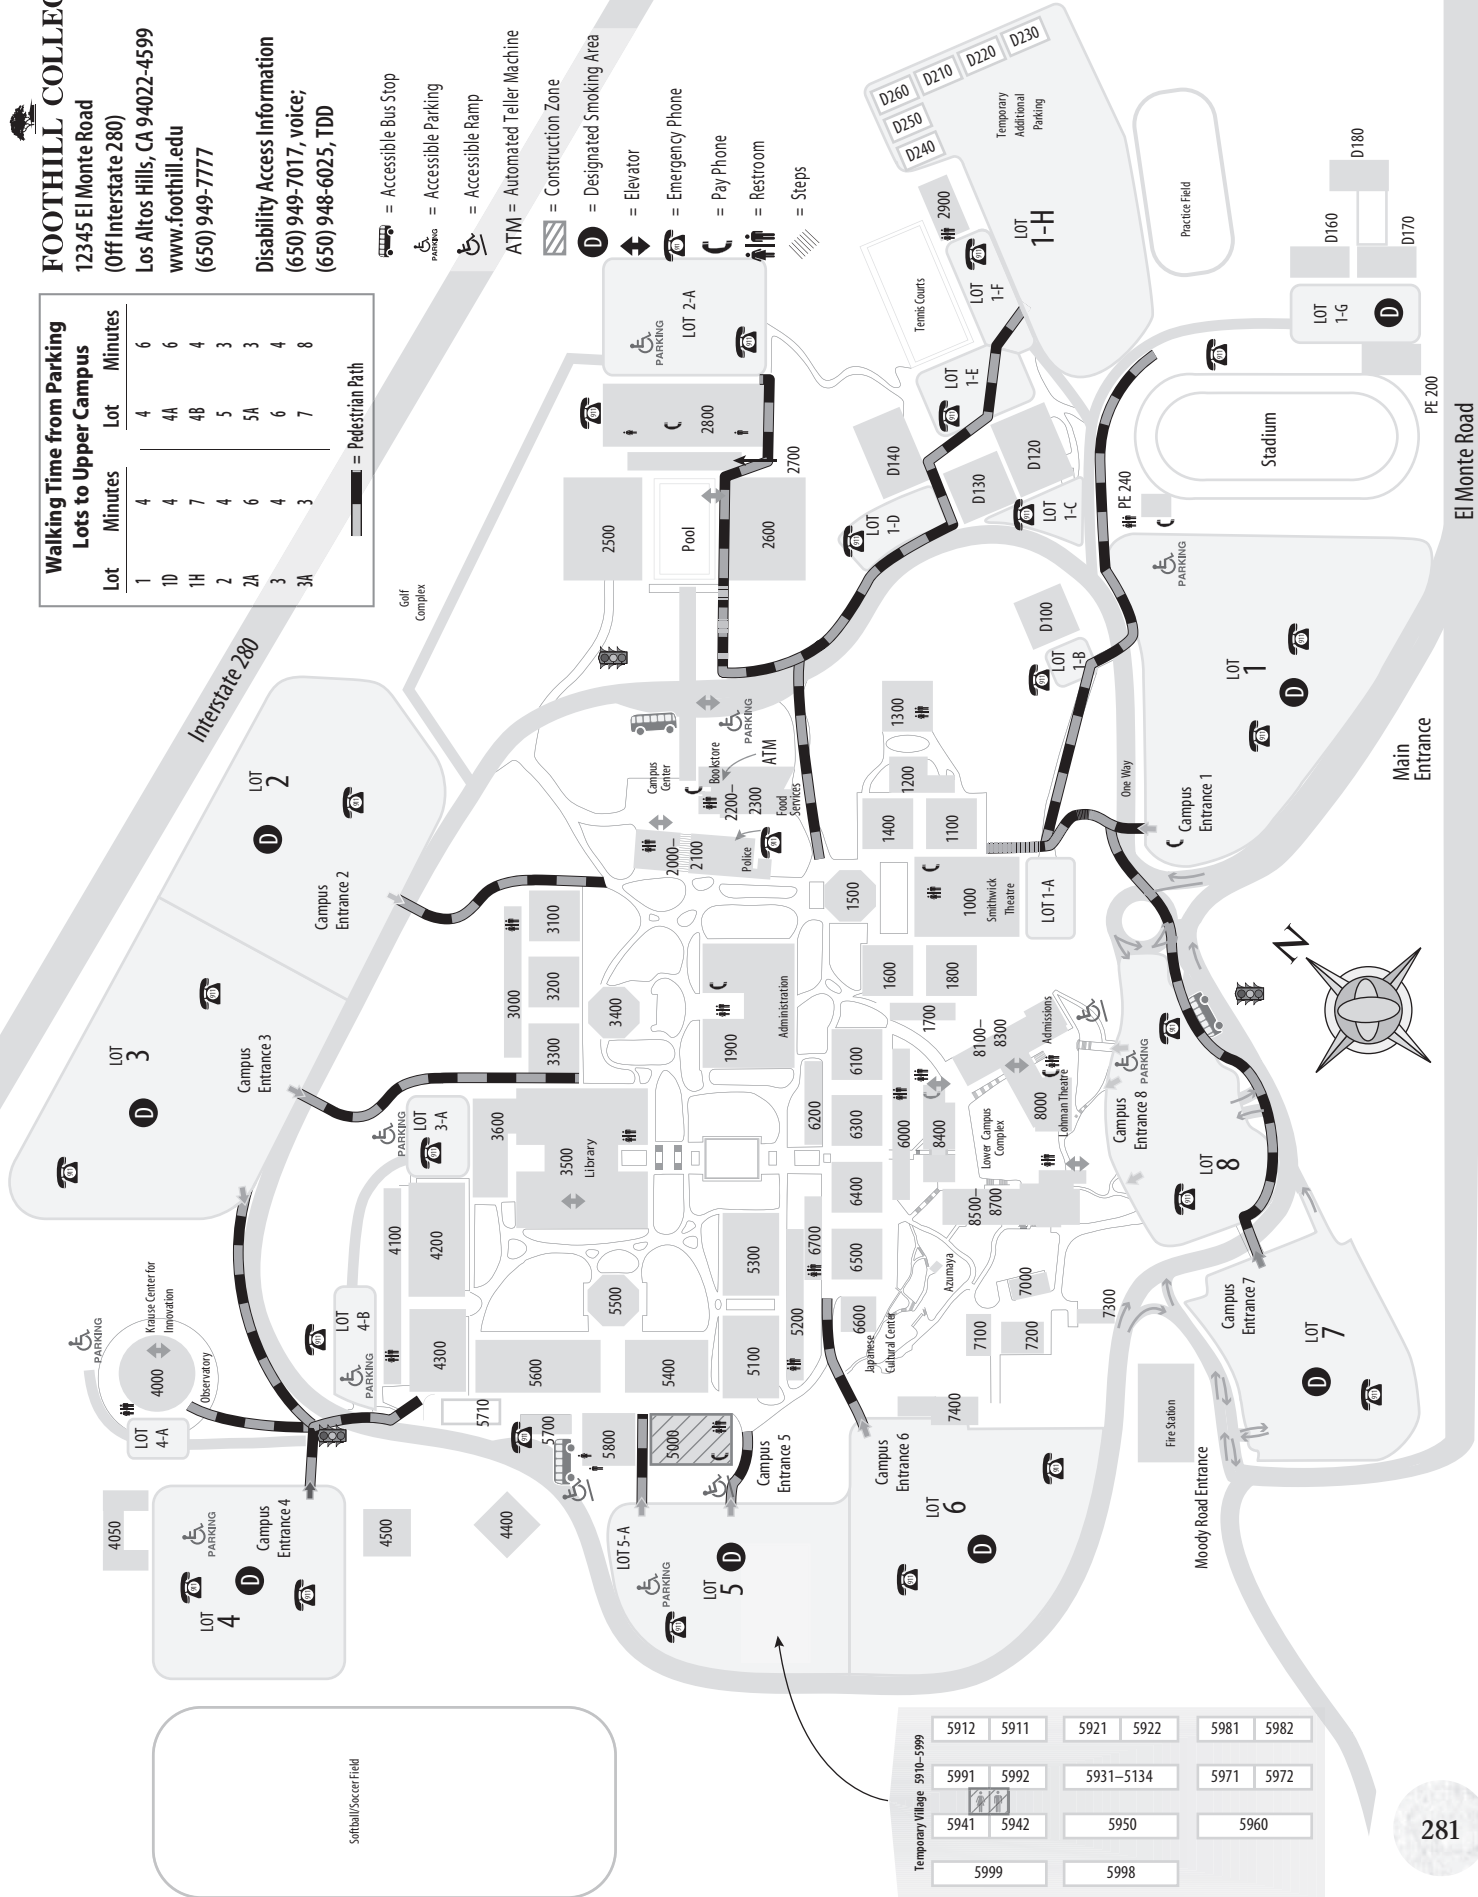 FOOTHILL COLLEG
12345 El Monte Road
(Off Interstate 280)
Los Altos Hills, CA 94022-4599
www.foothill.edu
(650) 949-7777
Disability Access Information
(650) 949-7017, voice;
(650) 948-6025, TDD
= Accessible Bus Stop
PARKING = Accessible Parking
= Accessible Ramp
ATM = Automated Teller Machine
= Construction Zone
D = Designated Smoking Area
= Elevator
911 = Emergency Phone
= Pay Phone
= Restroom
= Steps
Walking Time from Parking
Lots to Upper Campus
Lot Minutes Lot Minutes
1 4 4 6
1D 4 4A 6
1H 7 4B 4
2 4 5 3
2A 6 5A 3
3 4 6 4
3A 3 7 8
= Pedestrian Path
Interstate 280
Golf
Complex
LOT
2
D
Campus
Entrance 2
LOT
3
D
Campus
Entrance 3
LOT
3-A
PARKING
Krause Center for
Innovation
4000
Observatory
PARKING
LOT
4-A
LOT
4-B
PARKING
4050
PARKING
Campus
Entrance 4
D
LOT
4
4500
4400
Softball/Soccer Field
LOT 2-A
PARKING
2800
2700
2500
Pool
2600
Campus
Center
Bookstore
PARKING
ATM
2200–
2300
Food
Services
2000–
2100
Police
3100
3200
3300
3000
3400
1900
Administration
3500
Library
3600
4100
4200
4300
5500
5300
5100
5200
5400
5600
5710
5700
5800
5000
Campus
Entrance 5
LOT 5-A
PARKING
LOT
5
D
1500
1400
1100
1200
1300
1000
Smithwick
Theatre
LOT 1-A
1600
1800
1700
6100
6200
6300
6000
6400
6700
6500
6600
8100–
8300
Admissions
8000
Lohman Theatre
8400
Lower Campus
Complex
8500–
8700
Azumaya
Japanese
Cultural Center
7000
7100
7200
7300
7400
Campus
Entrance 6
LOT
6
D
Campus
Entrance 8
PARKING
LOT
8
Campus
Entrance 7
LOT
7
D
Fire Station
Moody Road Entrance
D260
D210
D220
D230
D250
D240
Temporary
Additional
Parking
LOT
1-H
2900
Tennis Courts
LOT
1-F
LOT
1-E
D140
D130
D120
LOT
1-D
LOT
1-C
D100
LOT
1-B
One Way
Practice Field
D180
D160
D170
LOT
1-G
D
PE 200
Stadium
PE 240
PARKING
LOT
1
D
Campus
Entrance 1
Main
Entrance
El Monte Road
N
Temporary Village 5910–5999
5912 5911 5921 5922 5981 5982
5991 5992 5931–5134 5971 5972
5941 5942 5950 5960
5999 5998
281